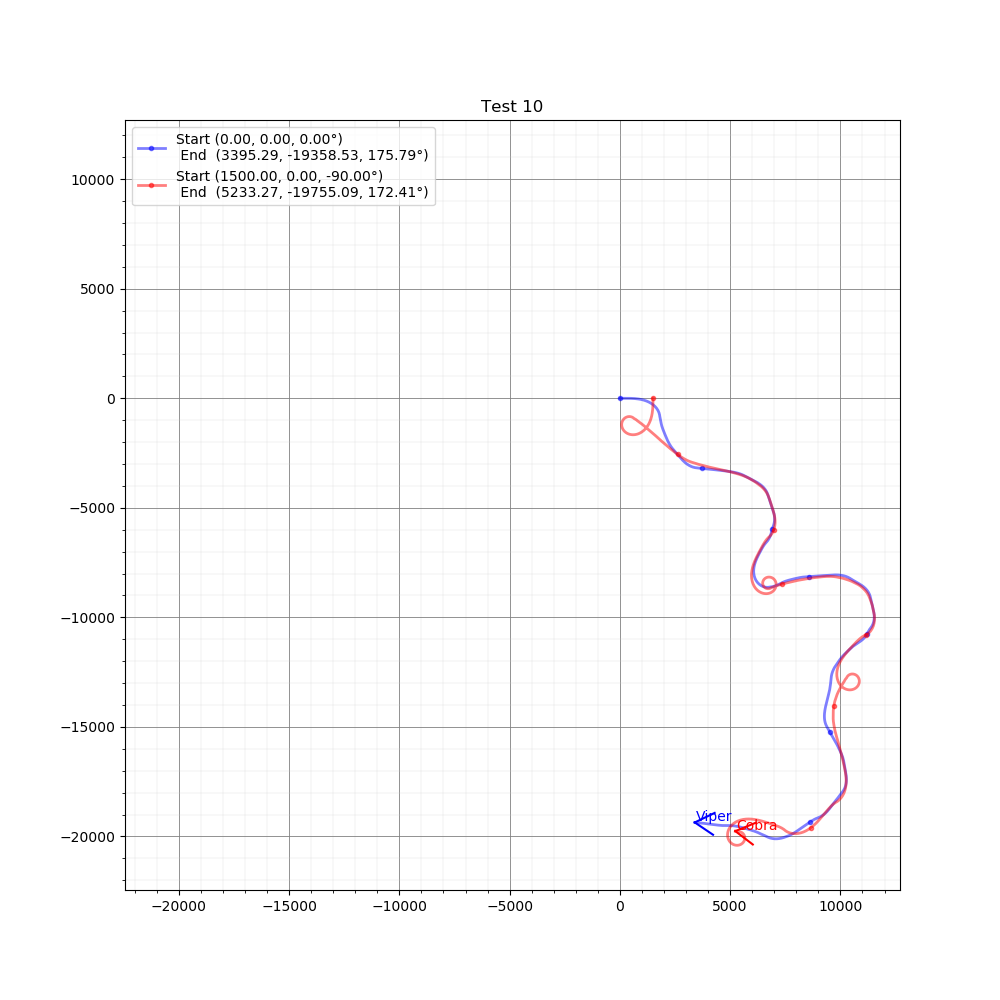 Test 10
Start (0.00, 0.00, 0.00°)
End (3395.29, -19358.53, 175.79°)
Start (1500.00, 0.00, -90.00°)
End (5233.27, -19755.09, 172.41°)
10000
5000
0
−5000
−10000
−15000
−20000
Viper
Cobra
−20000 −15000 −10000 −5000 0 5000 10000